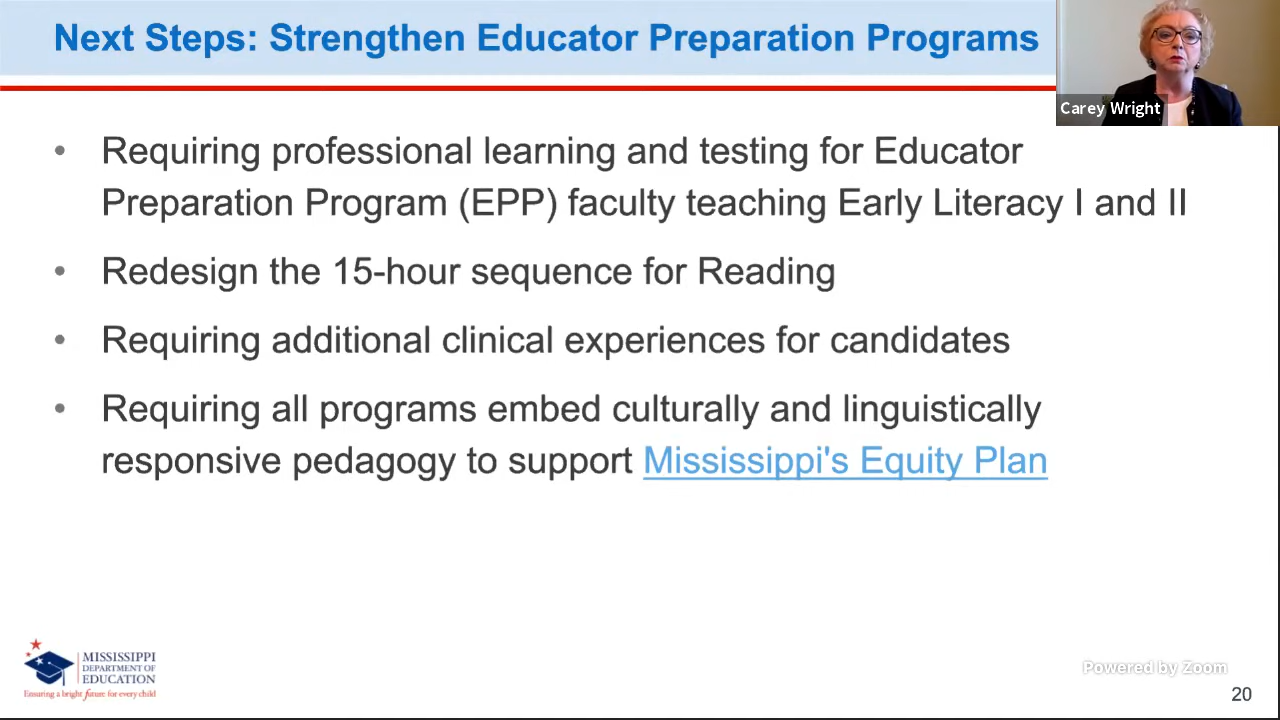 Next Steps: Strengthen Educator Preparation Programs
Carey Wright
• Requiring professional learning and testing for Educator
Preparation Program (EPP) faculty teaching Early Literacy I and II
• Redesign the 15-hour sequence for Reading
• Requiring additional clinical experiences for candidates
• Requiring all programs embed culturally and linguistically
responsive pedagogy to support Mississippi's Equity Plan
MISSISSIPPI
DEPARTMENT OF
EDUCATION
Ensuring a bright future for every child
Powered by Zoom
20